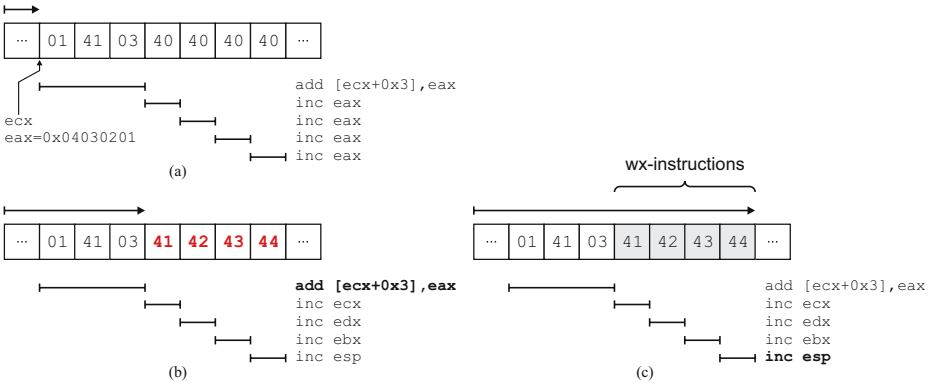 ··· 01 41 03 40 40 40 40 ···
add [ecx+0x3],eax
inc eax
ecx
inc eax
eax=0x04030201
inc eax
inc eax
(a)
wx-instructions
··· 01 41 03 41 42 43 44 ···
add [ecx+0x3],eax
inc ecx
inc edx
inc ebx
inc esp
(b)
··· 01 41 03 41 42 43 44 ···
add [ecx+0x3],eax
inc ecx
inc edx
inc ebx
inc esp
(c)